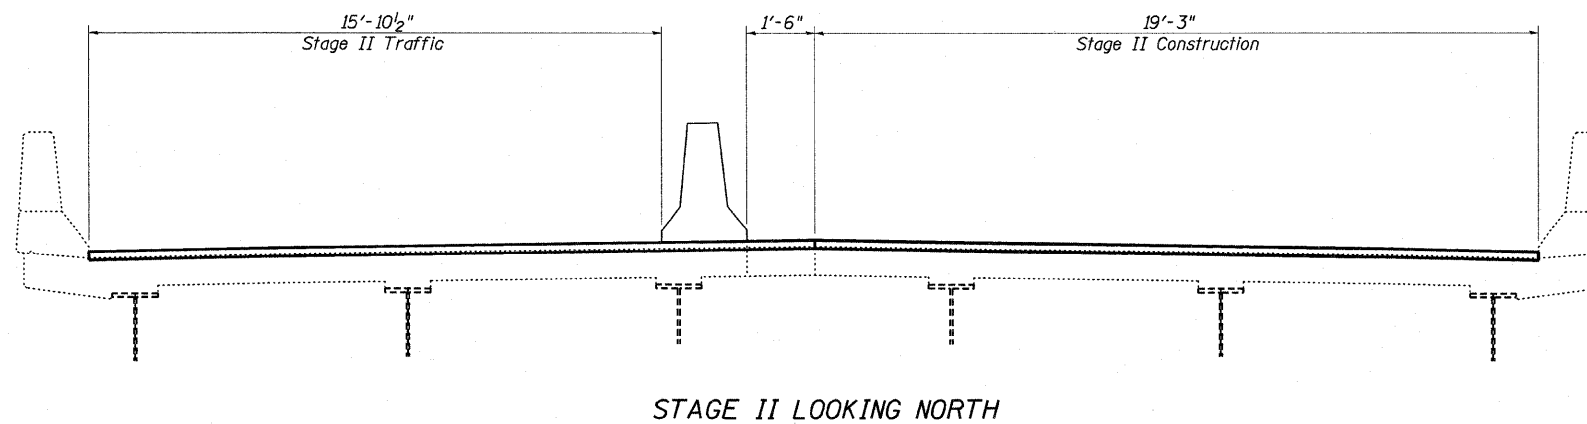 15'-10½" 1'-6" 19'-3"
Stage II Traffic Stage II Construction
STAGE II LOOKING NORTH